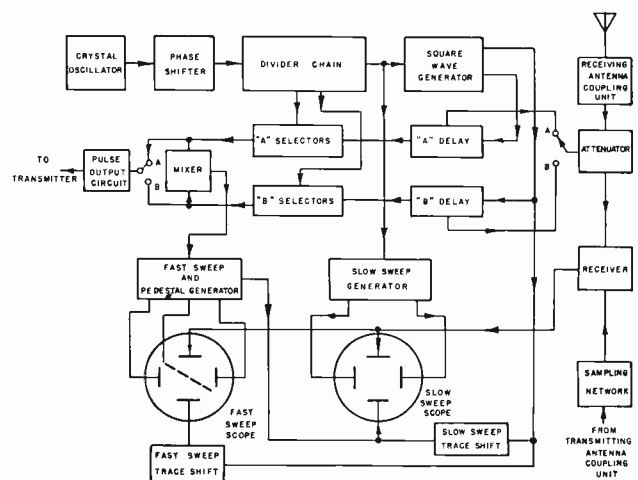 CRYSTAL
OSCILLATOR
PHASE
SHIFTER
DIVIDER CHAIN
SQUARE
WAVE
GENERATOR
RECEIVING
ANTENNA
COUPLING
UNIT
"A" SELECTORS
"A" DELAY
A
ATTENUATOR
TO
TRANSMITTER
PULSE
OUTPUT
CIRCUIT
A
B
MIXER
B
"B" SELECTORS
"B" DELAY
FAST SWEEP
AND
PEDESTAL GENERATOR
SLOW SWEEP
GENERATOR
RECEIVER
FAST
SWEEP
SCOPE
SLOW
SWEEP
SCOPE
SAMPLING
NETWORK
SLOW SWEEP
TRACE SHIFT
FAST SWEEP
TRACE SHIFT
FROM
TRANSMITTING
ANTENNA
COUPLING
UNIT